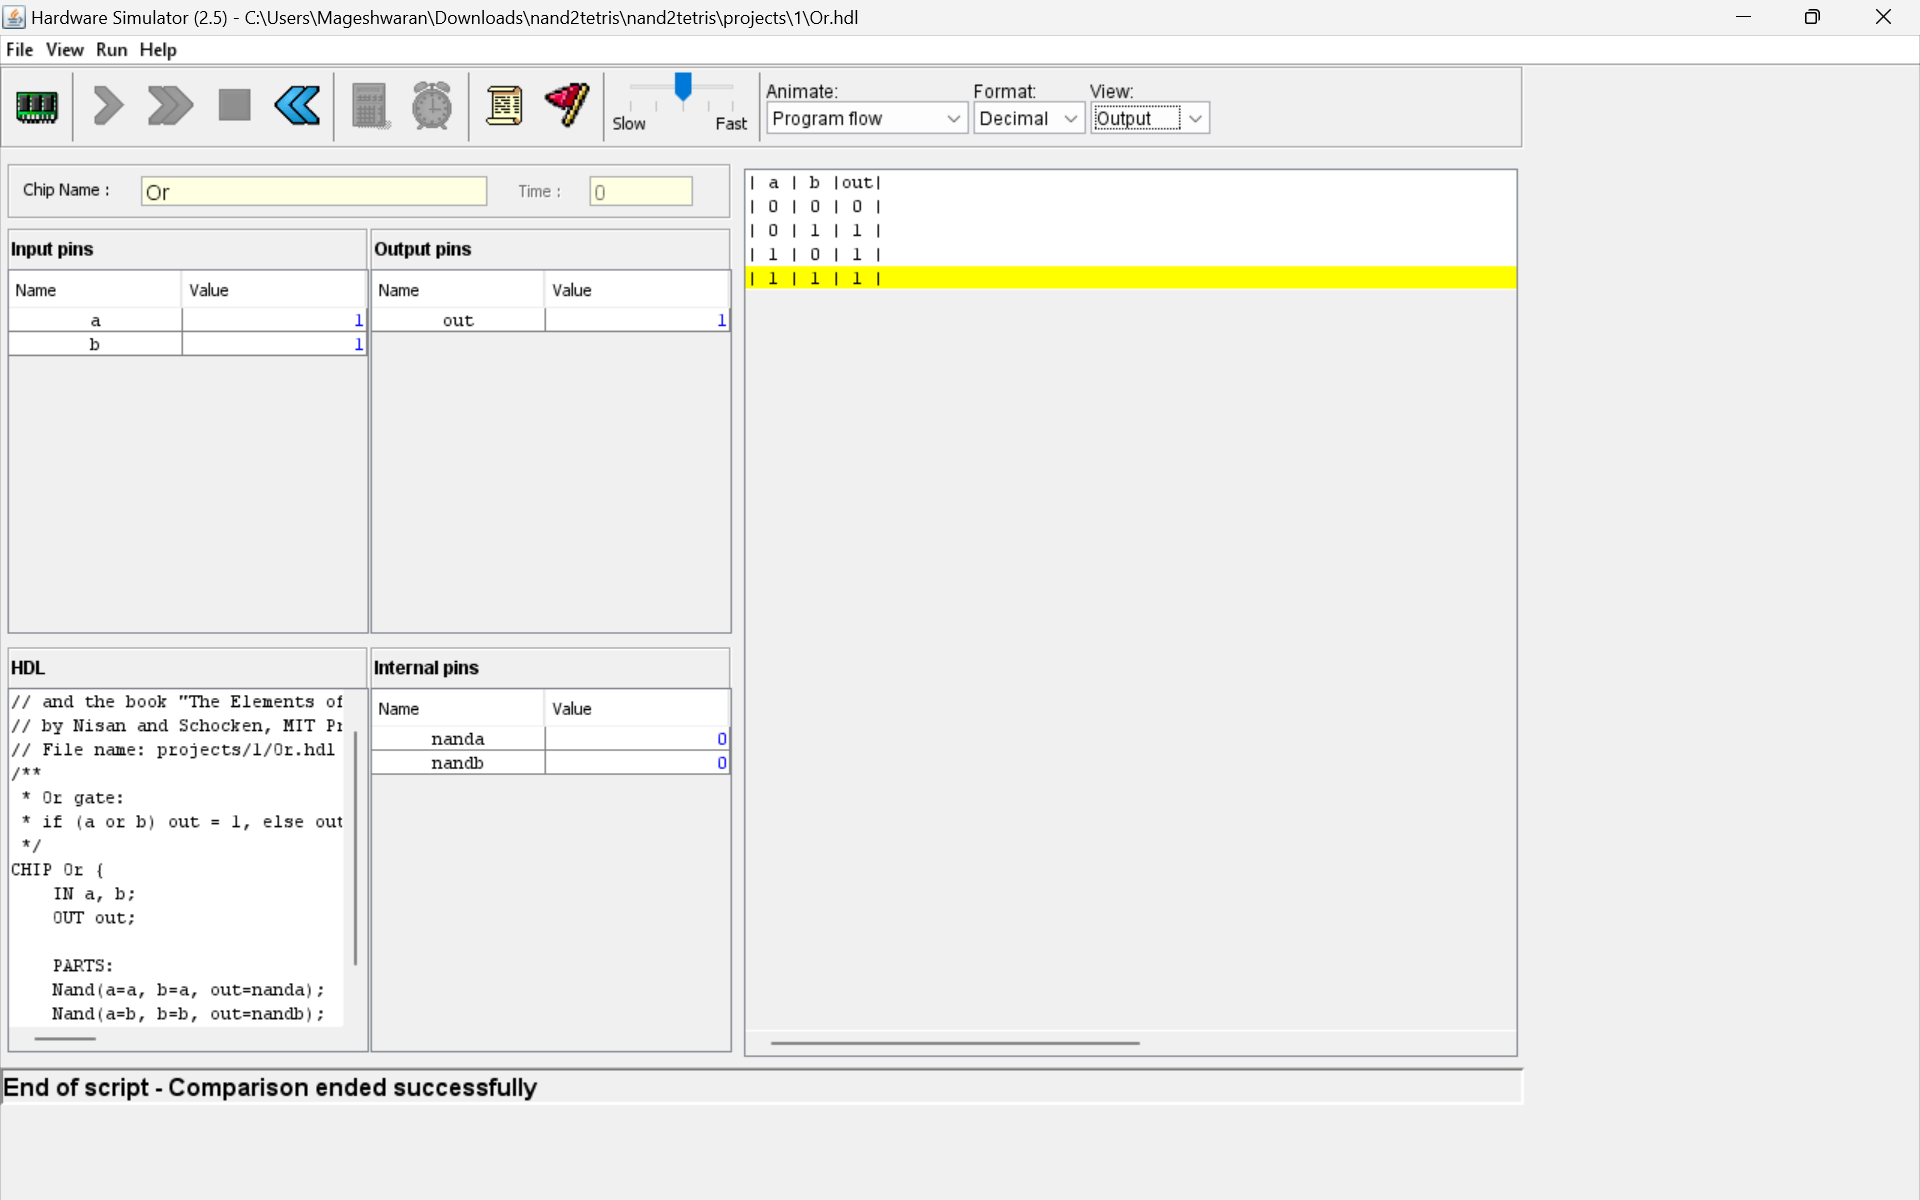 Hardware Simulator (2.5) - C:\Users\Mageshwaran\Downloads\nand2tetris\nand2tetris\projects\1\Or.hdl
File View Run Help
Slow Fast
Animate: Format: View:
Program flow Decimal Output
Chip Name : Or Time : 0
Input pins
Name Value
a 1
b 1
Output pins
Name Value
out 1
| a | b |out|
| 0 | 0 | 0 |
| 0 | 1 | 1 |
| 1 | 0 | 1 |
| 1 | 1 | 1 |
HDL
// and the book "The Elements of
// by Nisan and Schocken, MIT Pr
// File name: projects/1/Or.hdl
/**
* Or gate:
* if (a or b) out = 1, else out
*/
CHIP Or {
IN a, b;
OUT out;
PARTS:
Nand(a=a, b=a, out=nanda);
Nand(a=b, b=b, out=nandb);
Internal pins
Name Value
nanda 0
nandb 0
End of script - Comparison ended successfully